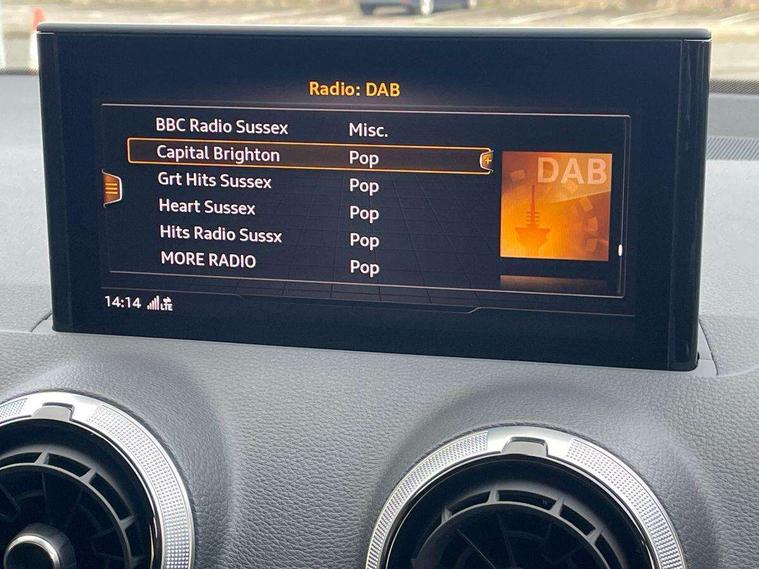 Radio: DAB
BBC Radio Sussex Misc.
Capital Brighton Pop
Grt Hits Sussex Pop
Heart Sussex Pop
Hits Radio Sussx Pop
MORE RADIO Pop
DAB
14:14 LTE